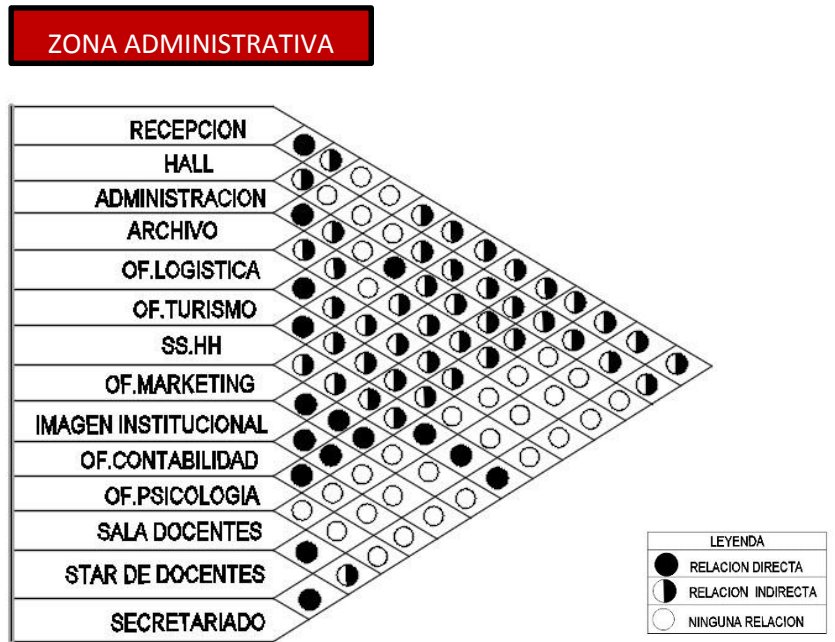 ZONA ADMINISTRATIVA
RECEPCION
HALL
ADMINISTRACION
ARCHIVO
OF.LOGISTICA
OF.TURISMO
SS.HH
OF.MARKETING
IMAGEN INSTITUCIONAL
OF.CONTABILIDAD
OF.PSICOLOGIA
SALA DOCENTES
STAR DE DOCENTES
SECRETARIADO
LEYENDA
RELACION DIRECTA
RELACION INDIRECTA
NINGUNA RELACION